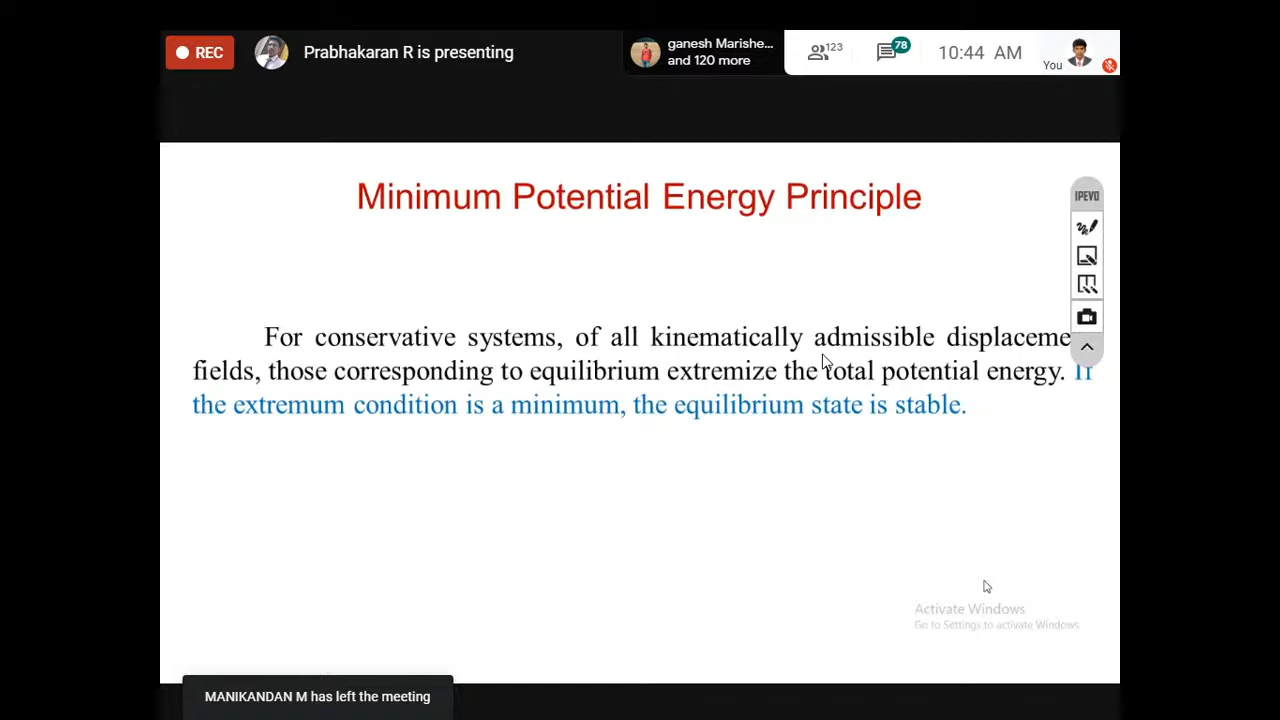 REC
Prabhakaran R is presenting
ganesh Marishe...
and 120 more
123
78
10:44 AM
You
Minimum Potential Energy Principle
IPEVO
For conservative systems, of all kinematically admissible displaceme
fields, those corresponding to equilibrium extremize the total potential energy. If
the extremum condition is a minimum, the equilibrium state is stable.
Activate Windows
Go to Settings to activate Windows.
MANIKANDAN M has left the meeting